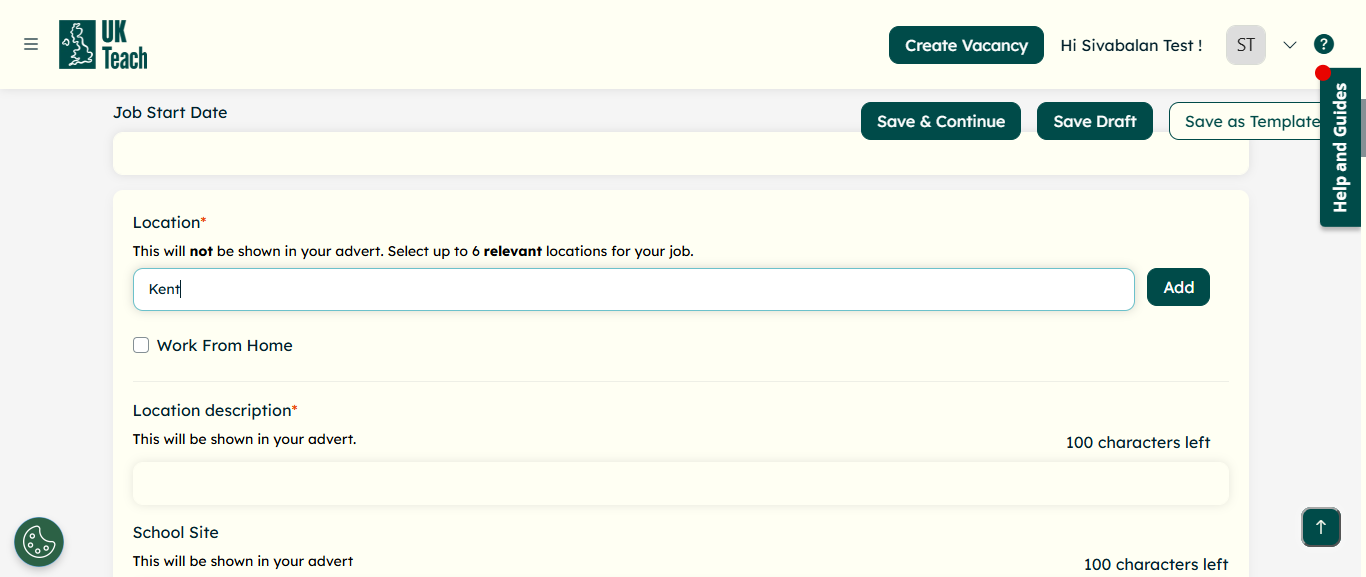 UK
Teach
Create Vacancy
Hi Sivabalan Test !
ST
?
Job Start Date
Save & Continue
Save Draft
Save as Template
Help and Guides
Location*
This will not be shown in your advert. Select up to 6 relevant locations for your job.
Kent
Add
Work From Home
Location description*
This will be shown in your advert.
100 characters left
School Site
This will be shown in your advert
100 characters left